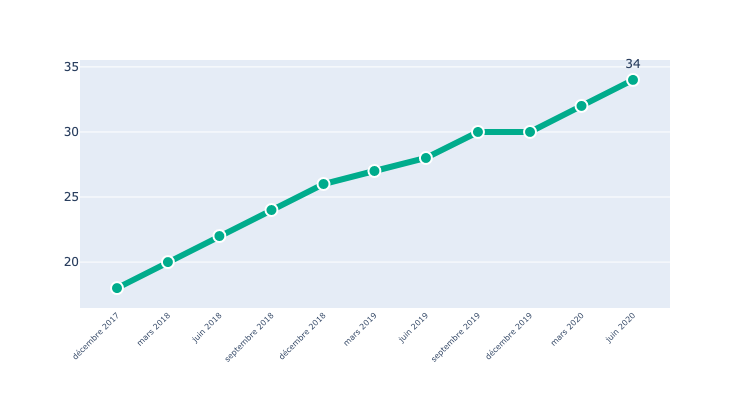 34
35
30
25
20
décembre 2017
mars 2018
juin 2018
septembre 2018
décembre 2018
mars 2019
juin 2019
septembre 2019
décembre 2019
mars 2020
juin 2020